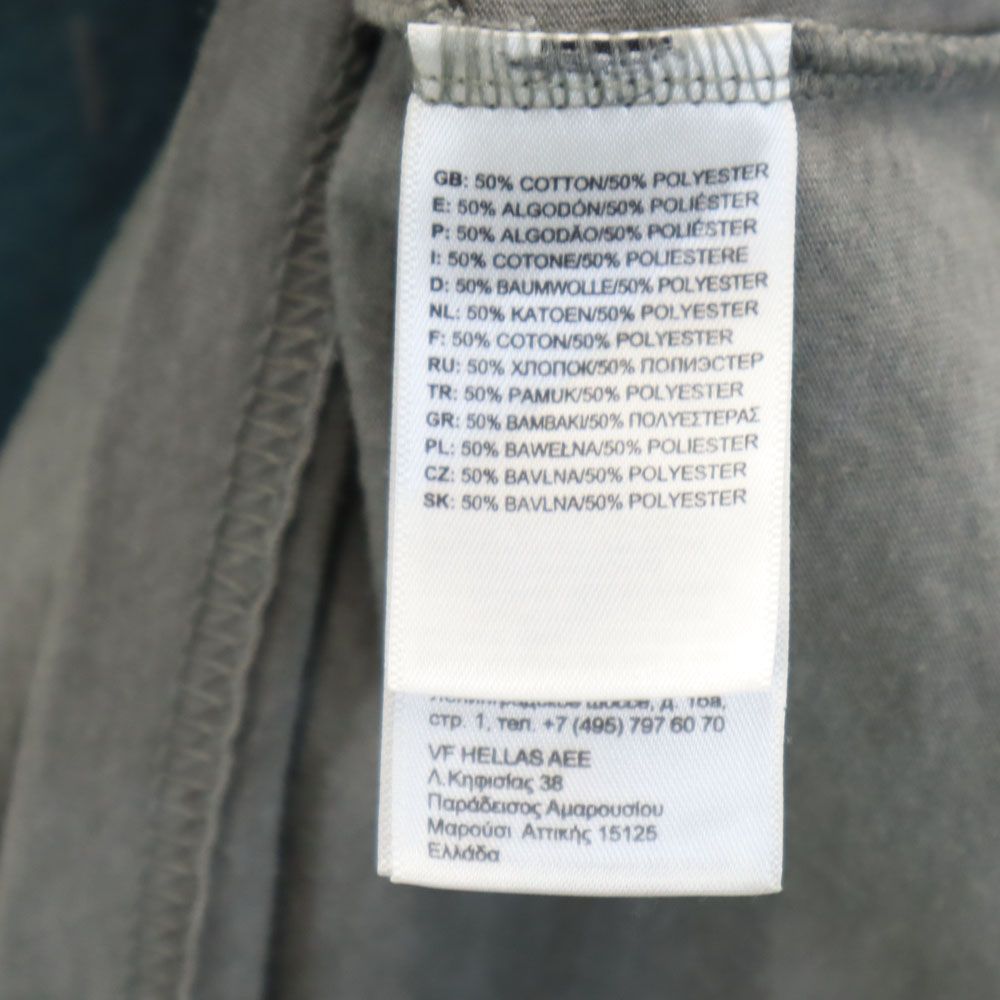 GB: 50% COTTON/50% POLYESTER
E: 50% ALGODÓN/50% POLIÉSTER
P: 50% ALGODÃO/50% POLIÉSTER
I: 50% COTONE/50% POLIESTERE
D: 50% BAUMWOLLE/50% POLYESTER
NL: 50% KATOEN/50% POLYESTER
F: 50% COTON/50% POLYESTER
RU: 50% ХЛОПОК/50% ПОЛИЭСТЕР
TR: 50% PAMUK/50% POLYESTER
GR: 50% ΒΑΜΒΑΚΙ/50% ΠΟΛΥΕΣΤΕΡΑΣ
PL: 50% BAWEŁNA/50% POLIESTER
CZ: 50% BAVLNA/50% POLYESTER
SK: 50% BAVLNA/50% POLYESTER
шоссе, д. 16а,
стр. 1, тел. +7 (495) 797 60 70
VF HELLAS AEE
Λ.Κηφισίας 38
Παράδεισος Αμαρουσίου
Μαρούσι Αττικής 15125
Ελλάδα